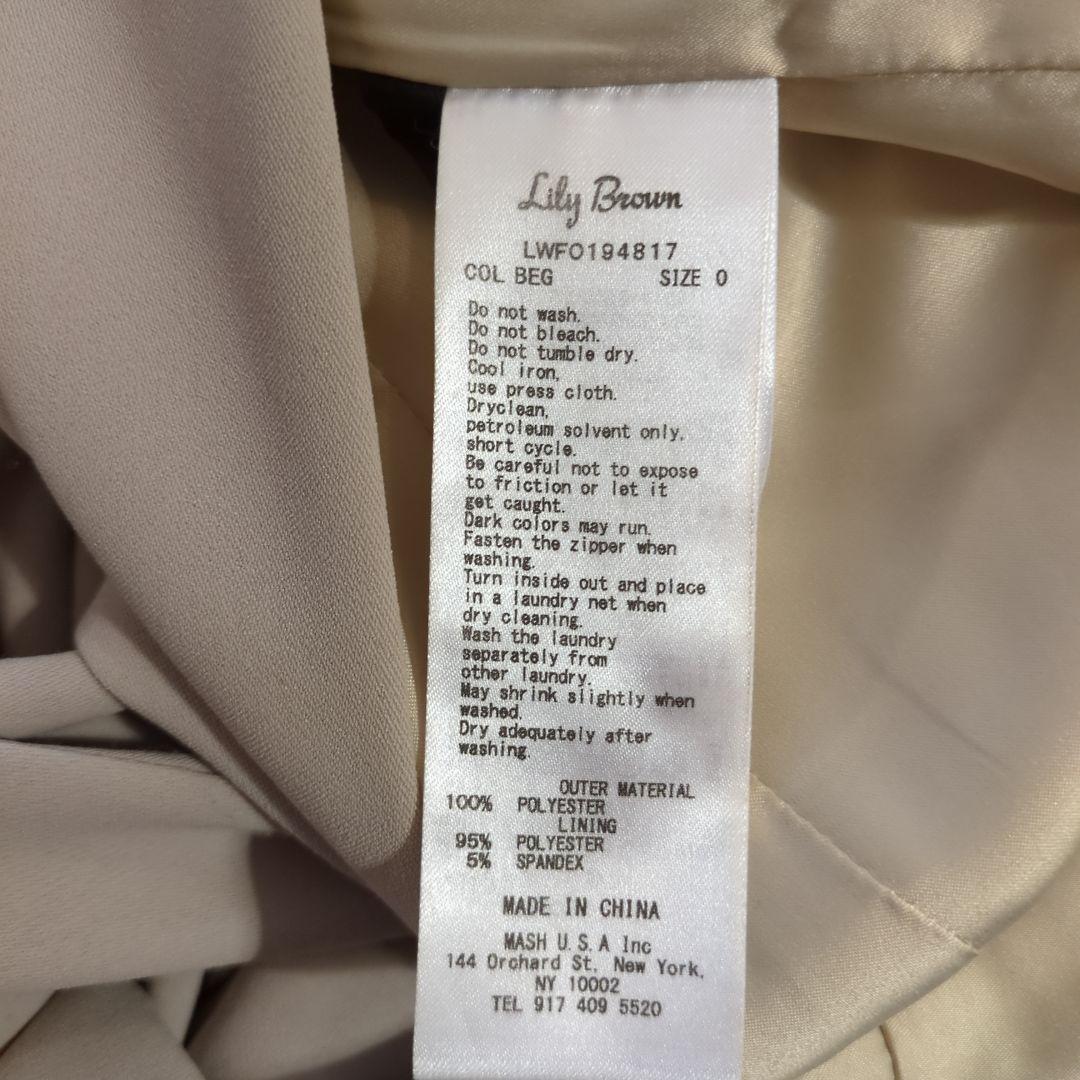 Lily Brown
LWFO194817
COL BEG SIZE 0
Do not wash.
Do not bleach.
Do not tumble dry.
Cool iron,
use press cloth.
Dryclean,
petroleum solvent only,
short cycle.
Be careful not to expose
to friction or let it
get caught.
Dark colors may run.
Fasten the zipper when
washing.
Turn inside out and place
in a laundry net when
dry cleaning.
Wash the laundry
separately from
other laundry.
May shrink slightly when
washed.
Dry adequately after
washing.
OUTER MATERIAL
100% POLYESTER
LINING
95% POLYESTER
5% SPANDEX
MADE IN CHINA
MASH U.S.A Inc
144 Orchard St, New York,
NY 10002
TEL 917 409 5520